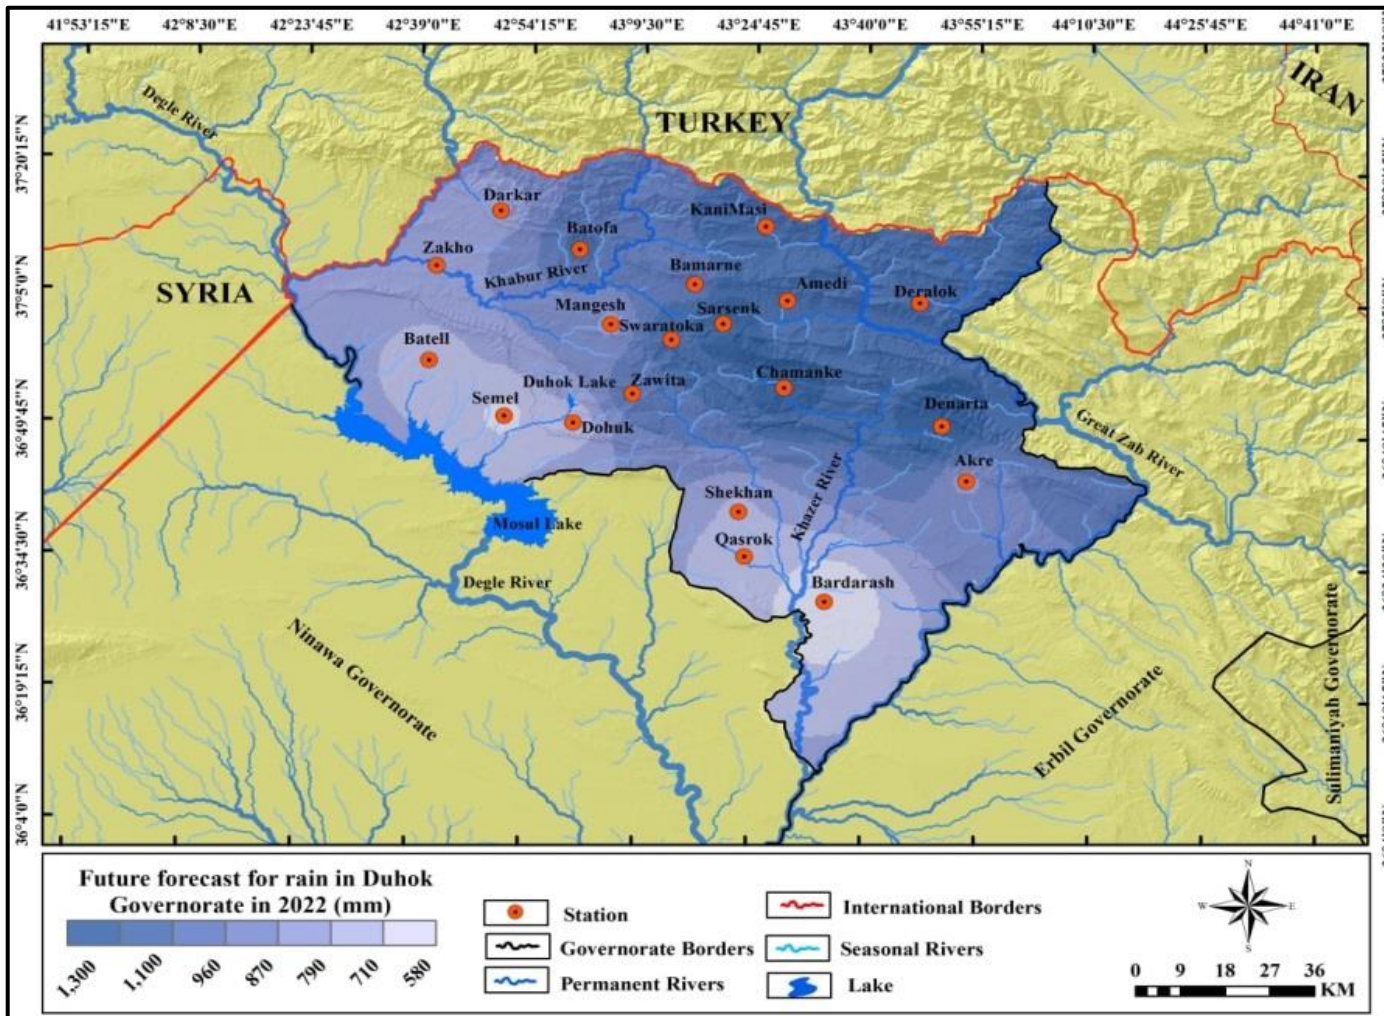 41°53'15"E 42°8'30"E 42°23'45"E 42°39'0"E 42°54'15"E 43°9'30"E 43°24'45"E 43°40'0"E 43°55'15"E 44°10'30"E 44°25'45"E 44°41'0"E
37°20'15"N
37°5'0"N
36°49'45"N
36°34'30"N
36°19'15"N
36°4'0"N
IRAN
TURKEY
Degle River
Darkar
KaniMasi
Batofa
Zakho
Khabur River
Bamarne
Amedi
Deralok
SYRIA
Mangesh
Sarsenk
Swaratoka
Batell
Chamanke
Duhok Lake
Zawita
Semel
Denarta
Dohuk
Great Zab River
Akre
Shekhan
Khazer River
Mosul Lake
Qasrok
Degle River
Bardarash
Ninawa Governorate
Erbil Governorate
Sulimaniyah Governorate
Future forecast for rain in Duhok
Governorate in 2022 (mm)
1,300 1,100 960 870 790 710 580
Station
Governorate Borders
Permanent Rivers
International Borders
Seasonal Rivers
Lake
N
W E
S
0 9 18 27 36
KM